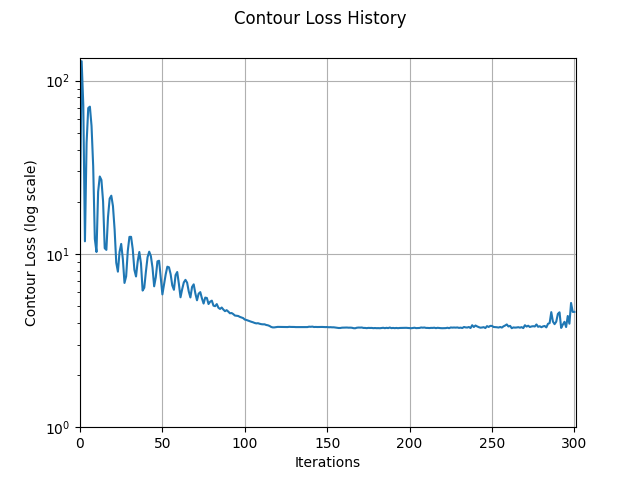 Contour Loss History
Contour Loss (log scale)
10²
10¹
10⁰
0 50 100 150 200 250 300
Iterations